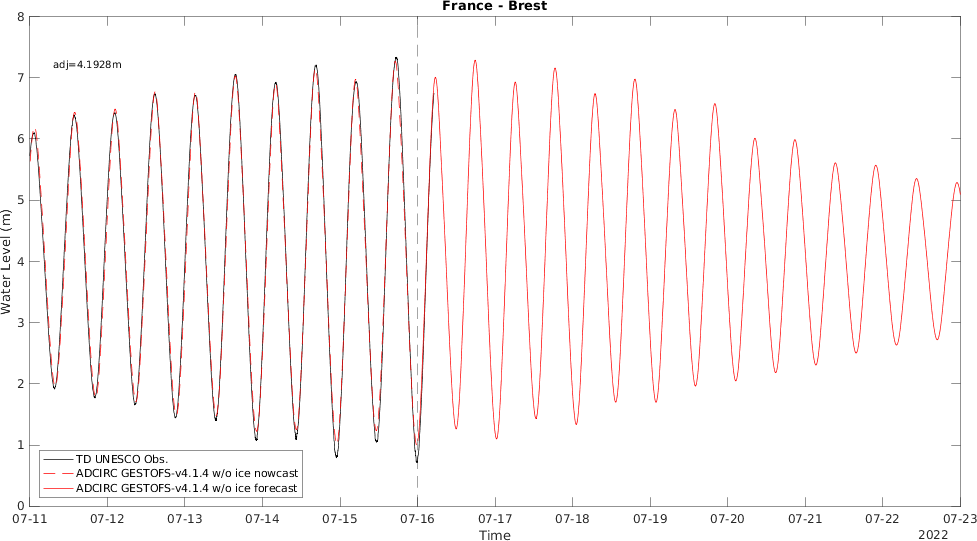 France - Brest
adj=4.1928m
8
7
6
5
4
3
2
1
0
Water Level (m)
TD UNESCO Obs.
ADCIRC GESTOFS-v4.1.4 w/o ice nowcast
ADCIRC GESTOFS-v4.1.4 w/o ice forecast
07-11 07-12 07-13 07-14 07-15 07-16 07-17 07-18 07-19 07-20 07-21 07-22 07-23
Time
2022